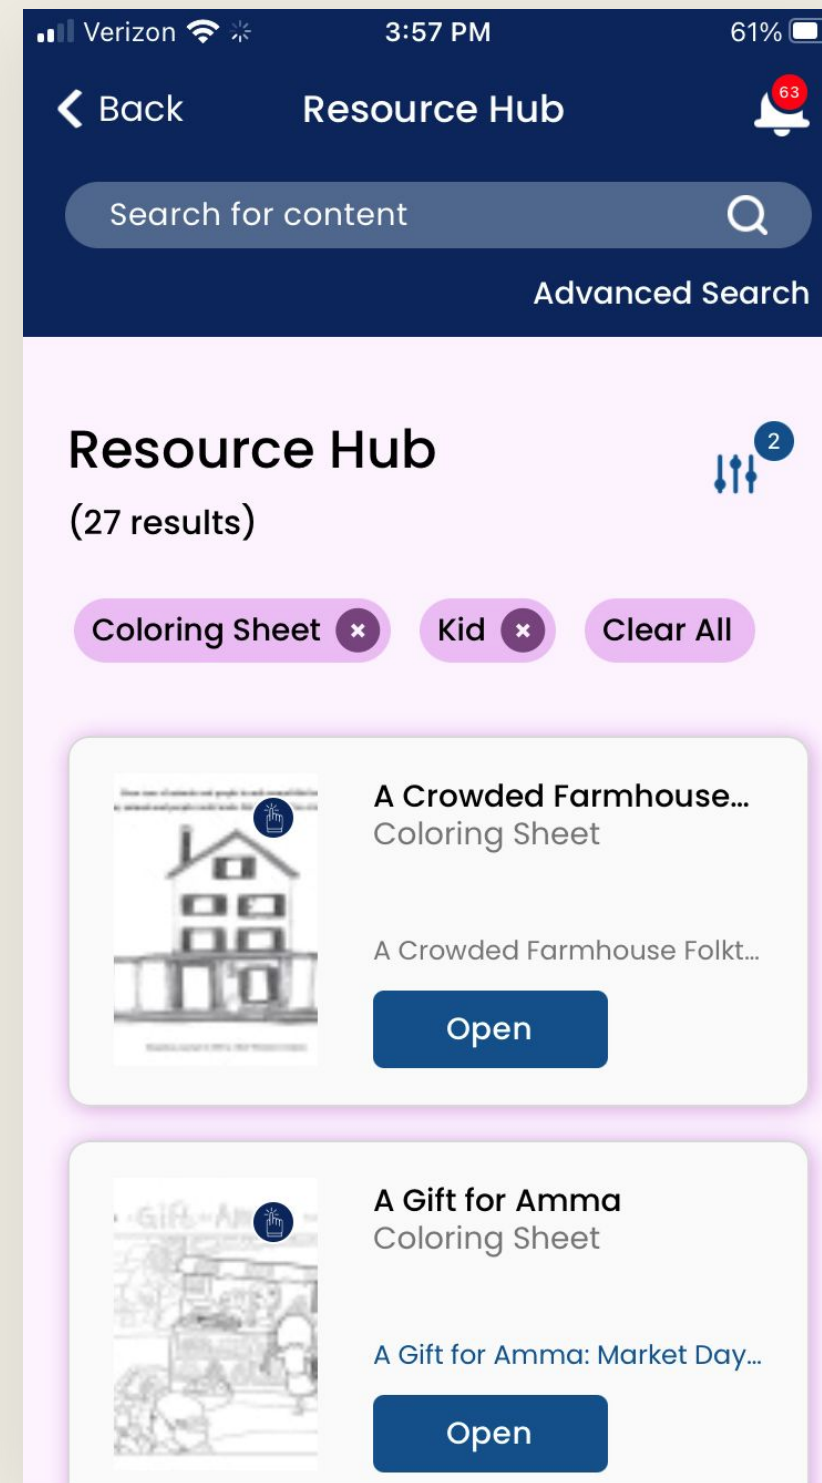 Verizon 3:57 PM 61%
Back Resource Hub 63
Search for content
Advanced Search
Resource Hub 2
(27 results)
Coloring Sheet Kid Clear All
A Crowded Farmhouse...
Coloring Sheet
A Crowded Farmhouse Folkt...
Open
Gift
A Gift for Amma
Coloring Sheet
A Gift for Amma: Market Day...
Open